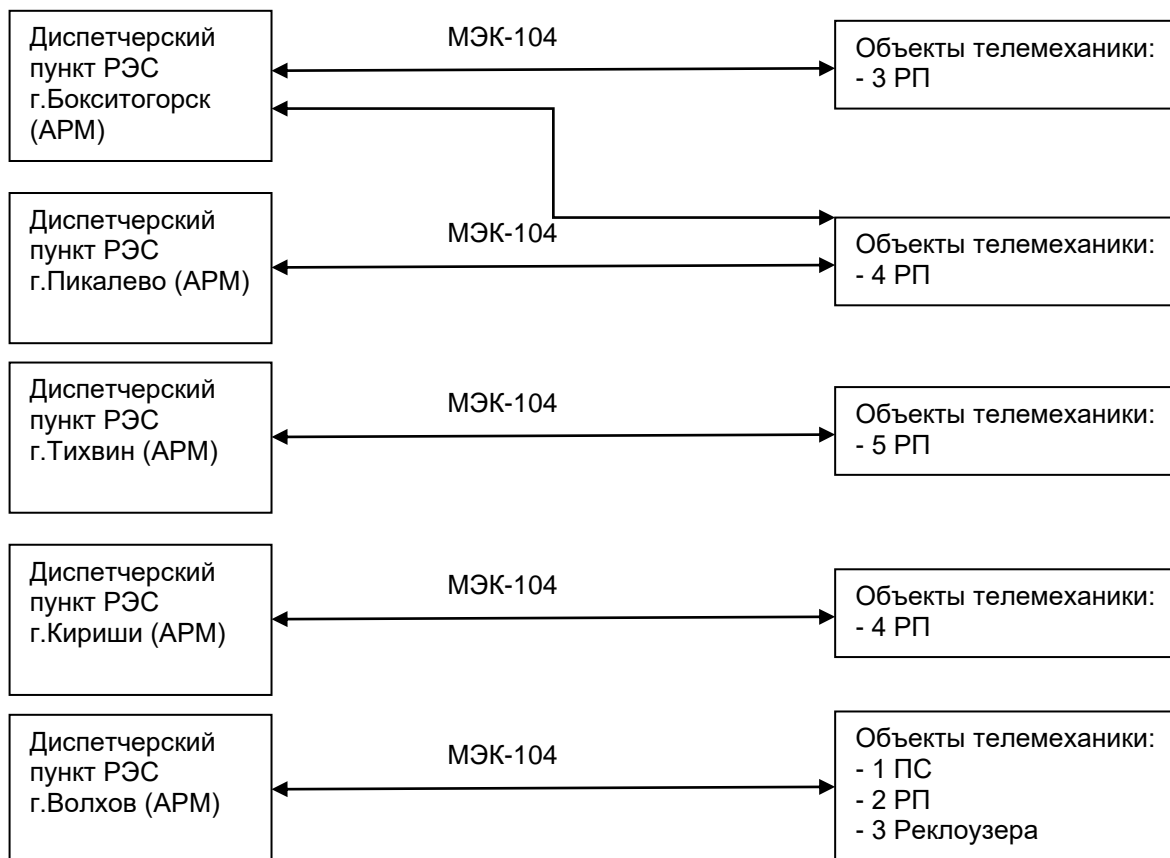 Диспетчерский
пункт РЭС
г.Бокситогорск
(АРМ)
МЭК-104
Объекты телемеханики:
- 3 РП
Диспетчерский
пункт РЭС
г.Пикалево (АРМ)
МЭК-104
Объекты телемеханики:
- 4 РП
Диспетчерский
пункт РЭС
г.Тихвин (АРМ)
МЭК-104
Объекты телемеханики:
- 5 РП
Диспетчерский
пункт РЭС
г.Кириши (АРМ)
МЭК-104
Объекты телемеханики:
- 4 РП
Диспетчерский
пункт РЭС
г.Волхов (АРМ)
МЭК-104
Объекты телемеханики:
- 1 ПС
- 2 РП
- 3 Реклоузера